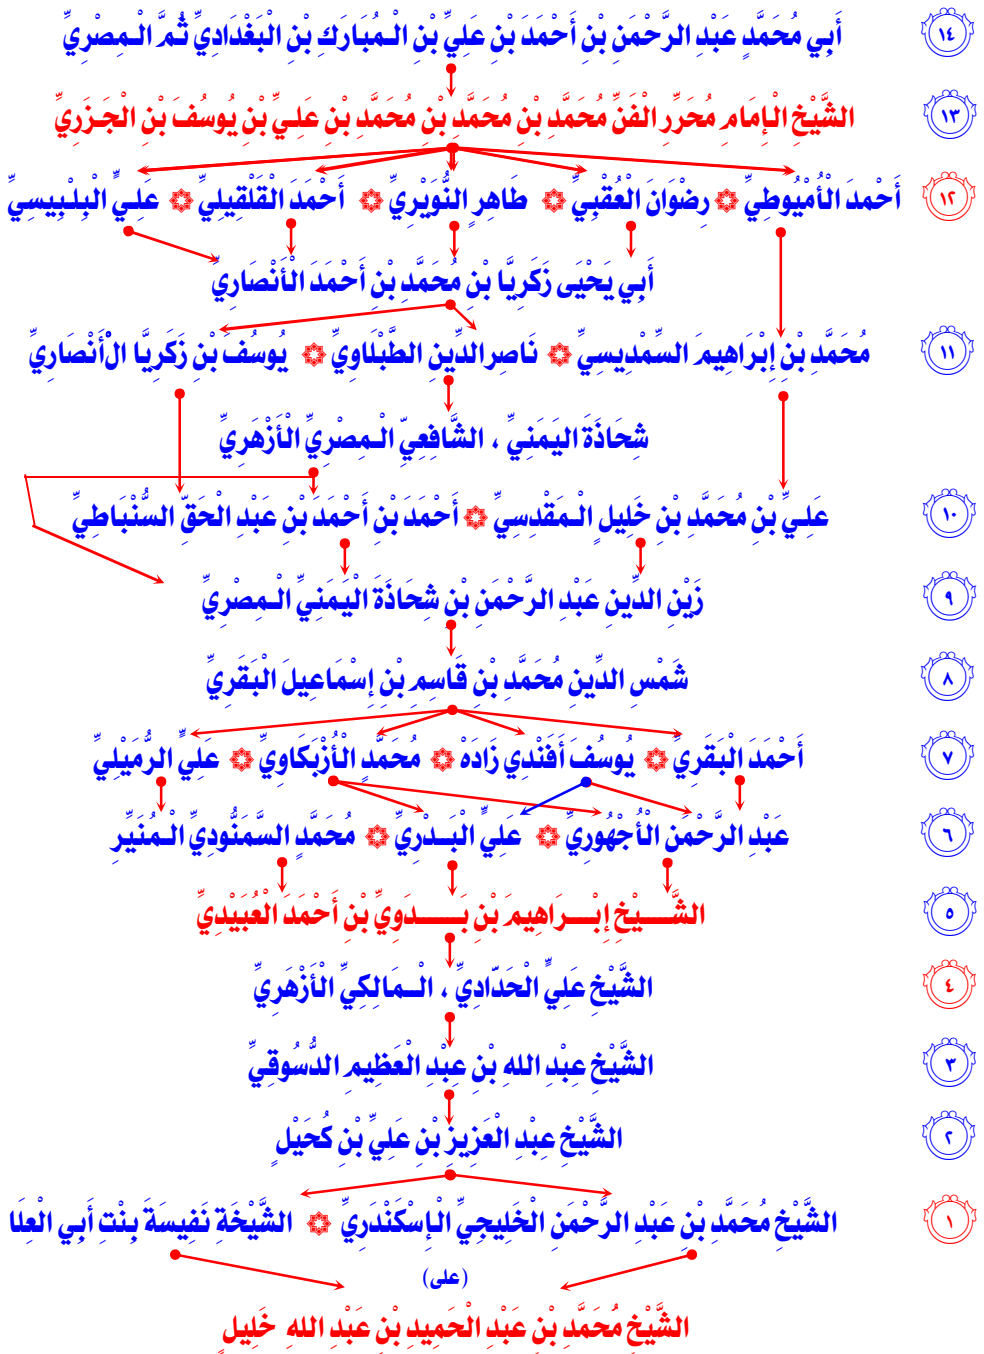 أَبِي مُحَمَّدٍ عَبْدِ الرَّحْمَنِ بْنِ أَحْمَدَ بْنِ عَلِيِّ بْنِ الْمُبَارَكِ بْنِ الْبَغْدَادِيِّ ثُمَّ الْمِصْرِيِّ ١٤
الشَّيْخِ الْإِمَامِ مُحَرِّرِ الْفَنِّ مُحَمَّدِ بْنِ مُحَمَّدِ بْنِ مُحَمَّدِ بْنِ عَلِيِّ بْنِ يُوسُفَ بْنِ الْجَزَرِيِّ ١٣
أَحْمَدَ الْأُمْيُوطِيِّ ۞ رِضْوَانَ الْعُقْبِيِّ ۞ طَاهِرِ النُّوَيْرِيِّ ۞ أَحْمَدَ الْقَلْقِيلِيِّ ۞ عَلِيٍّ الْبِلْبِيسِيِّ ١٢
أَبِي يَحْيَى زَكَرِيَّا بْنِ مُحَمَّدِ بْنِ أَحْمَدَ الْأَنْصَارِيِّ
مُحَمَّدِ بْنِ إِبْرَاهِيمَ السِّمْدِيسِيِّ ۞ نَاصِرِ الدِّينِ الطَّبْلَاوِيِّ ۞ يُوسُفَ بْنِ زَكَرِيَّا الْأَنْصَارِيِّ ١١
شِحَاذَةَ اليَمَنِيِّ ، الشَّافِعِيِّ الْمِصْرِيِّ الْأَزْهَرِيِّ
عَلِيِّ بْنِ مُحَمَّدِ بْنِ خَلِيلٍ الْمَقْدِسِيِّ ۞ أَحْمَدَ بْنِ أَحْمَدَ بْنِ عَبْدِ الْحَقِّ السُّنْبَاطِيِّ ١٠
زَيْنِ الدِّينِ عَبْدِ الرَّحْمَنِ بْنِ شِحَاذَةَ الْيَمَنِيِّ الْمِصْرِيِّ ٩
شَمْسِ الدِّينِ مُحَمَّدِ بْنِ قَاسِمِ بْنِ إِسْمَاعِيلَ الْبَقَرِيِّ ٨
أَحْمَدَ الْبَقَرِيِّ ۞ يُوسُفَ أَفَنْدِي زَادَهْ ۞ مُحَمَّدٍ الْأَزْبَكَاوِيِّ ۞ عَلِيٍّ الرُّمَيْلِيِّ ٧
عَبْدِ الرَّحْمَنِ الْأُجْهُورِيِّ ۞ عَلِيٍّ الْبَدْرِيِّ ۞ مُحَمَّدٍ السَّمَنُّودِيِّ الْمُنَيِّرِ ٦
الشَّيْخِ إِبْرَاهِيمَ بْنِ بَدَوِيِّ بْنِ أَحْمَدَ الْعُبَيْدِيِّ ٥
الشَّيْخِ عَلِيٍّ الْحَدَّادِيِّ ، الْمَالِكِيِّ الْأَزْهَرِيِّ ٤
الشَّيْخِ عَبْدِ اللهِ بْنِ عَبْدِ الْعَظِيمِ الدُّسُوقِيِّ ٣
الشَّيْخِ عَبْدِ الْعَزِيزِ بْنِ عَلِيِّ بْنِ كُحَيْلٍ ٢
الشَّيْخِ مُحَمَّدِ بْنِ عَبْدِ الرَّحْمَنِ الْخَلِيجِيِّ الْإِسْكَنْدَرِيِّ ۞ الشَّيْخَةِ نَفِيسَةَ بِنْتِ أَبِي الْعِلَا ١
(على)
الشَّيْخِ مُحَمَّدِ بْنِ عَبْدِ الْحَمِيدِ بْنِ عَبْدِ اللهِ خَلِيلٍ